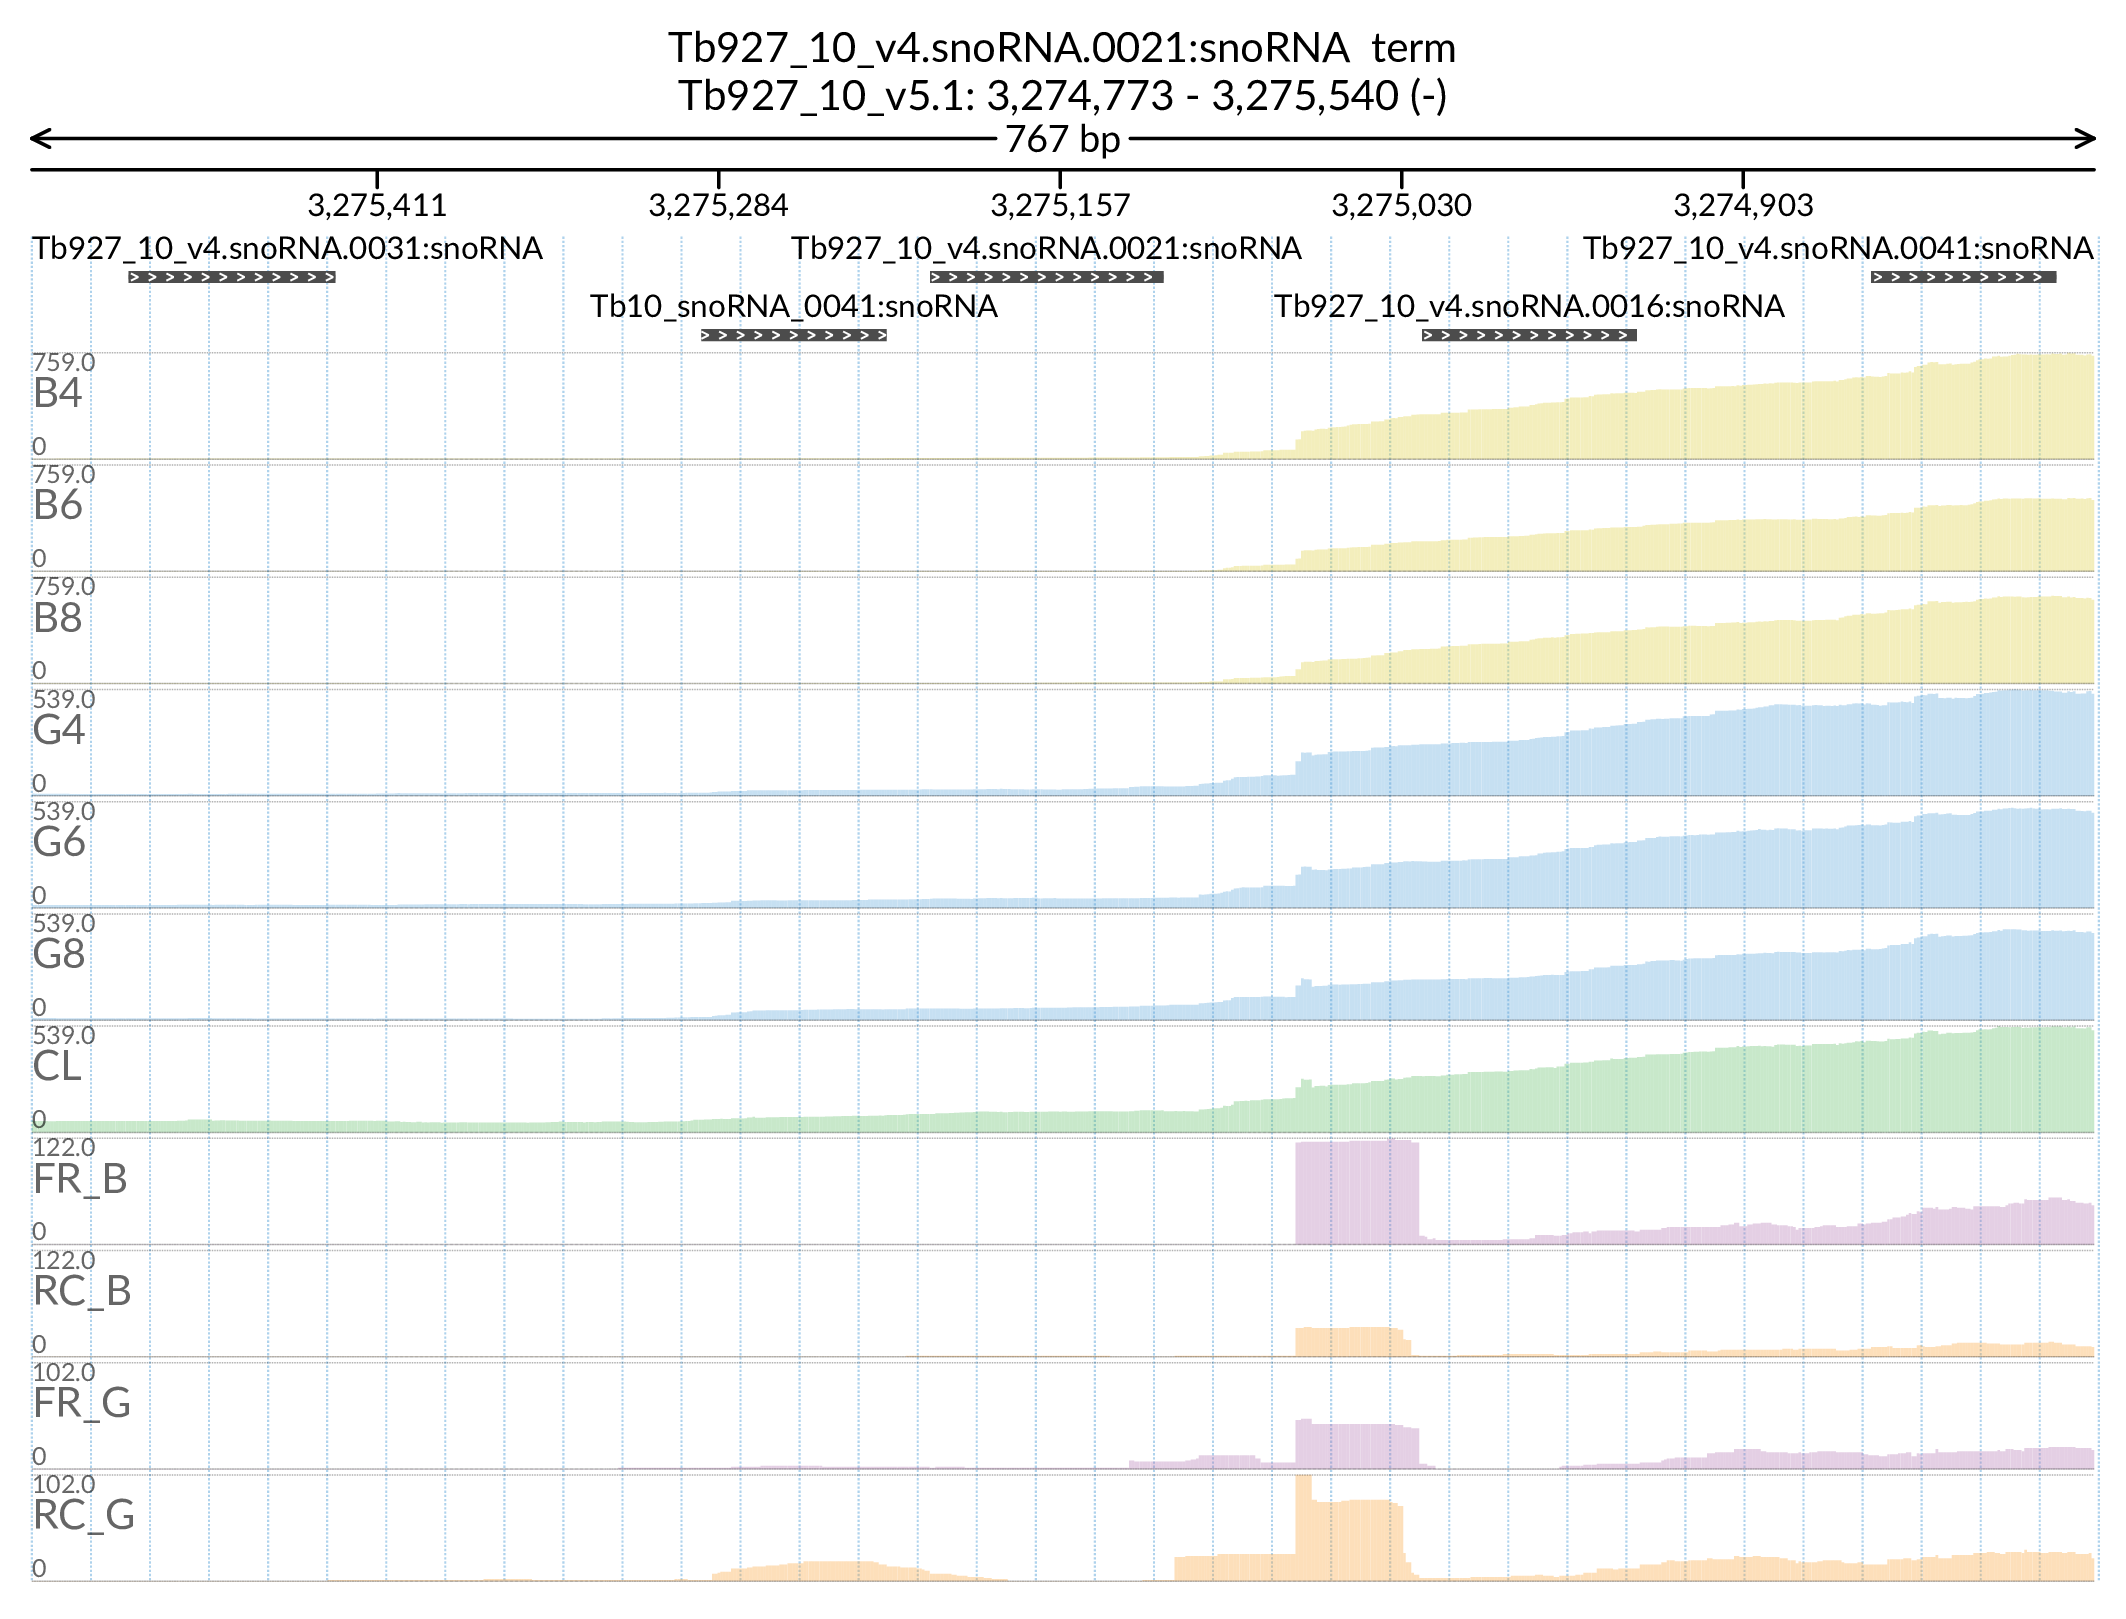 Tb927_10_v4.snoRNA.0021:snoRNA  term
Tb927_10_v5.1: 3,274,773 - 3,275,540 (-)
767 bp
3,275,411 3,275,284 3,275,157 3,275,030 3,274,903
Tb927_10_v4.snoRNA.0031:snoRNA Tb927_10_v4.snoRNA.0021:snoRNA Tb927_10_v4.snoRNA.0041:snoRNA
Tb10_snoRNA_0041:snoRNA Tb927_10_v4.snoRNA.0016:snoRNA
759.0
B4
0
759.0
B6
0
759.0
B8
0
539.0
G4
0
539.0
G6
0
539.0
G8
0
539.0
CL
0
122.0
FR_B
0
122.0
RC_B
0
102.0
FR_G
0
102.0
RC_G
0